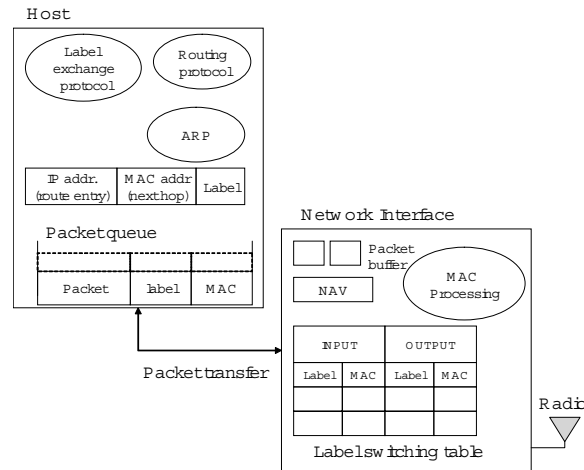 Host
Label
exchange
protocol
Routing
protocol
ARP
IP addr.
(route entry)
MAC addr
(nexthop)
Label
Packet queue
Packet
label
MAC
Packet transfer
Network Interface
Packet
buffer
NAV
MAC
Processing
INPUT
OUTPUT
Label
MAC
Label
MAC
Label switching table
Radio